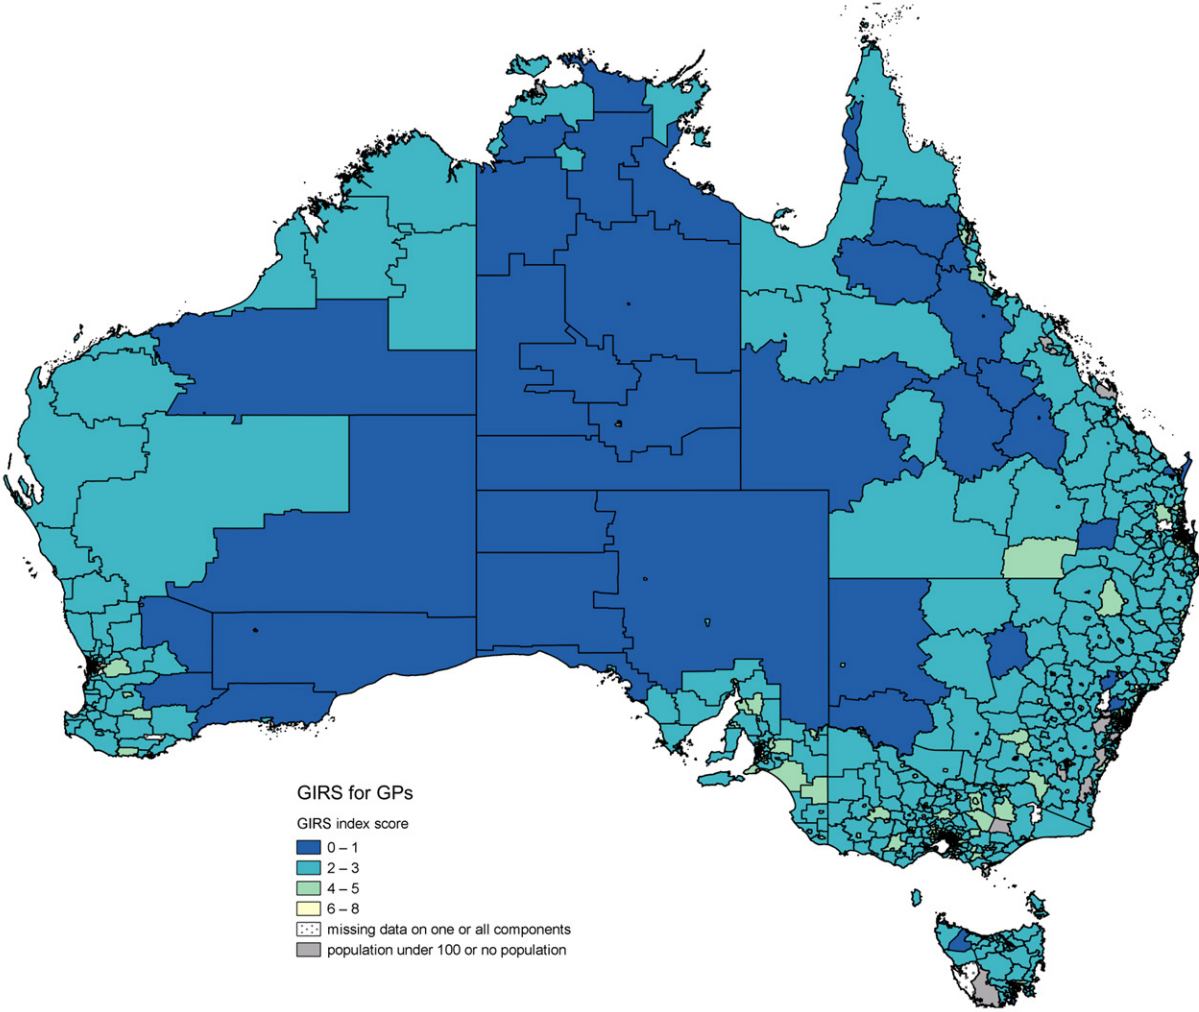 GIRS for GPs
GIRS index score
0 – 1
2 – 3
4 – 5
6 – 8
missing data on one or all components
population under 100 or no population